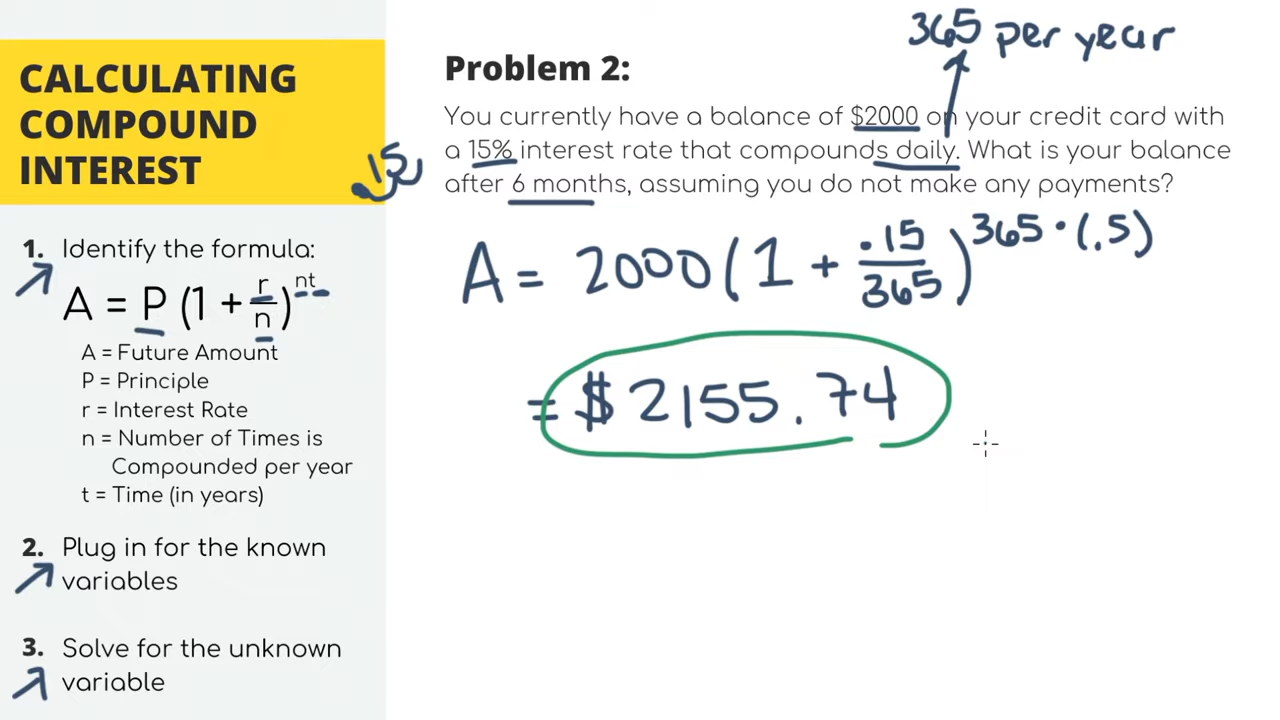 CALCULATING
COMPOUND
INTEREST
1. Identify the formula:
A = P (1 + r/n)^nt
A = Future Amount
P = Principle
r = Interest Rate
n = Number of Times is
Compounded per year
t = Time (in years)
2. Plug in for the known
variables
3. Solve for the unknown
variable
365 per year
Problem 2:
You currently have a balance of $2000 on your credit card with
a 15% interest rate that compounds daily. What is your balance
after 6 months, assuming you do not make any payments?
.15
A = 2000(1 + .15/365)^365·(.5)
= $2155.74